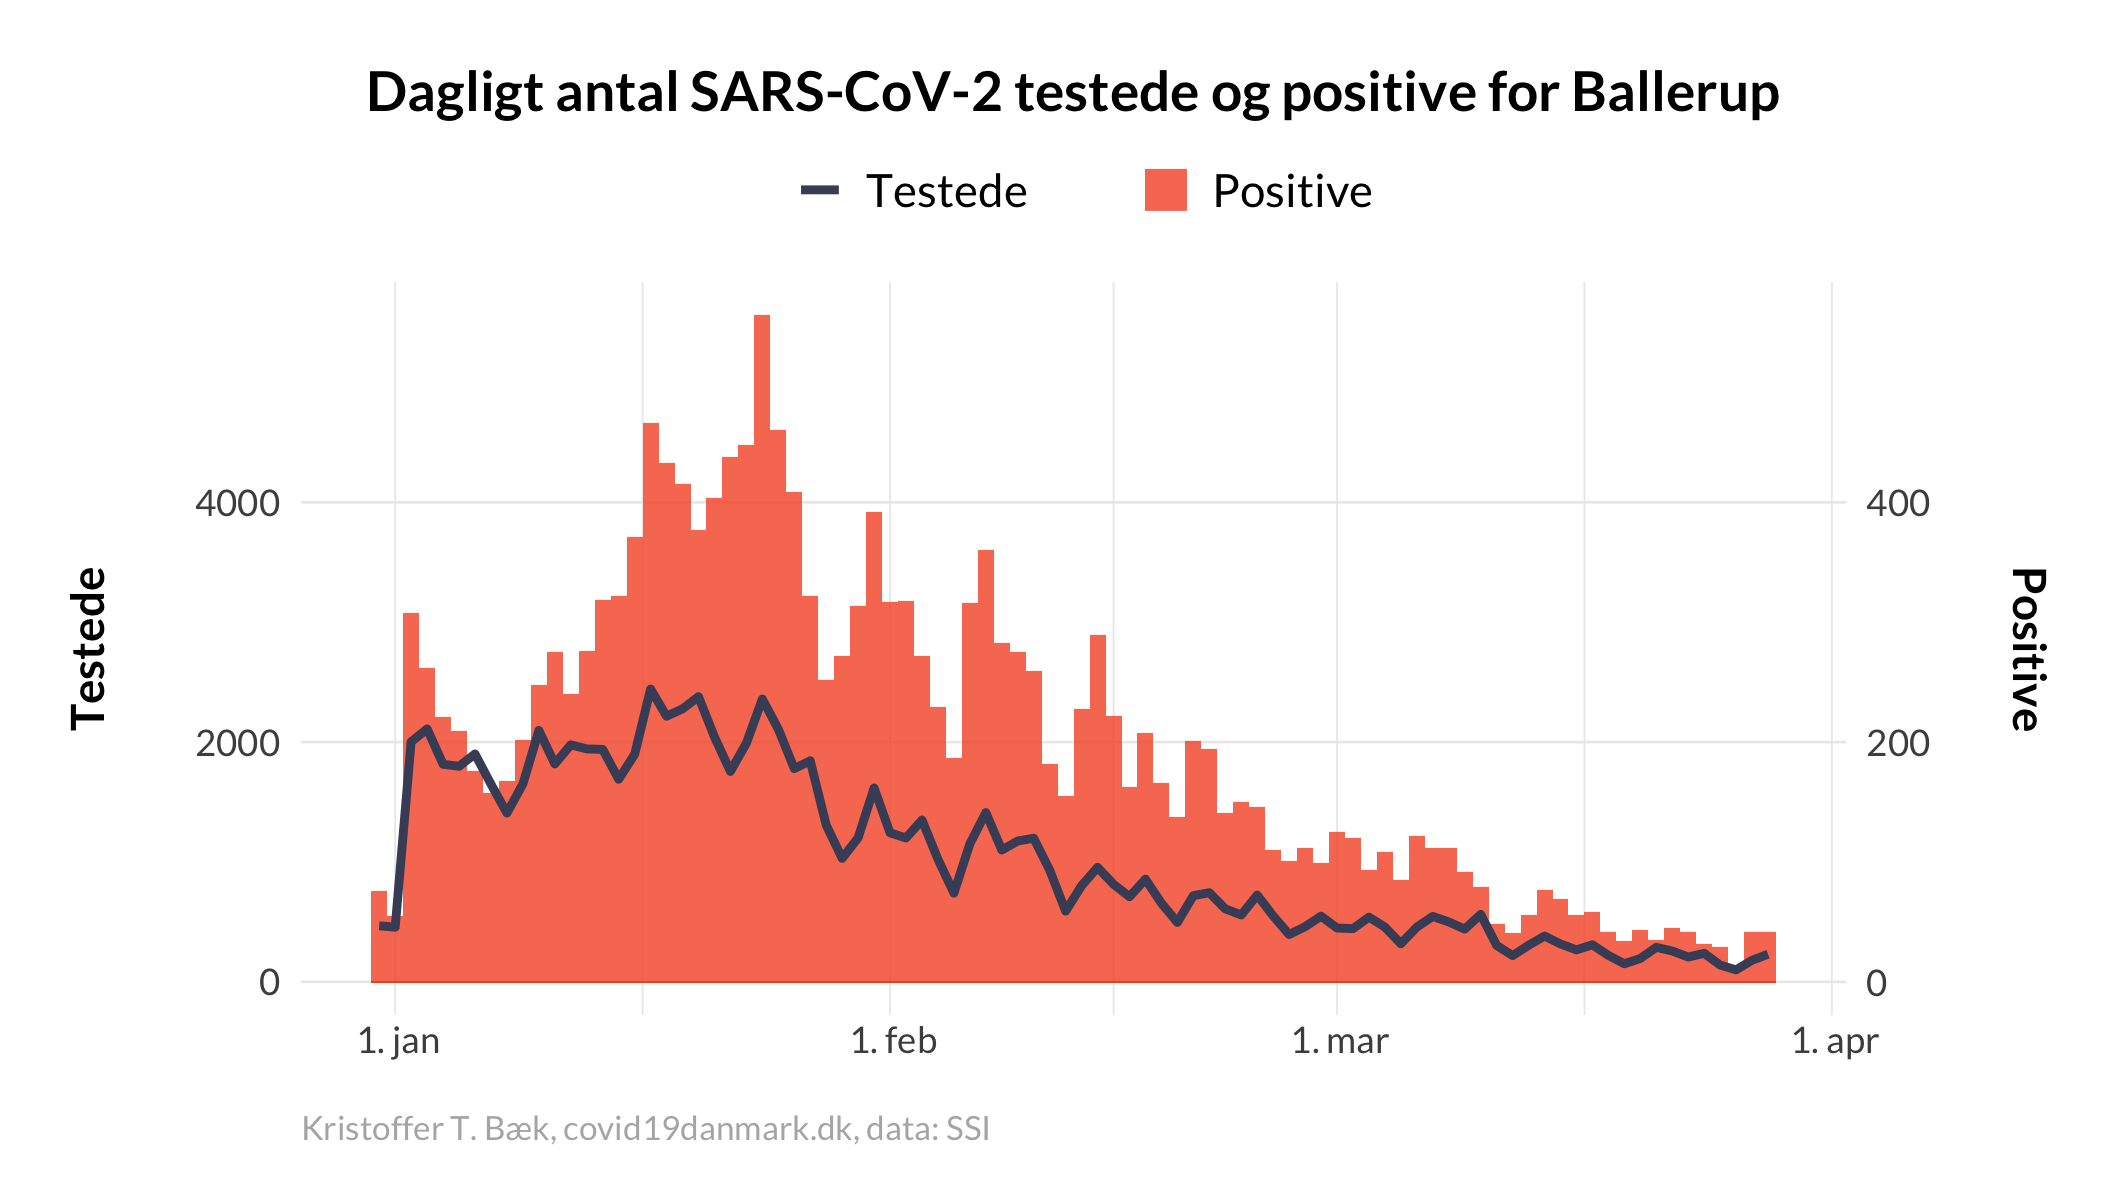 Dagligt antal SARS-CoV-2 testede og positive for Ballerup
Testede
Positive
4000
2000
0
Testede
400
200
0
Positive
1. jan
1. feb
1. mar
1. apr
Kristoffer T. Bæk, covid19danmark.dk, data: SSI